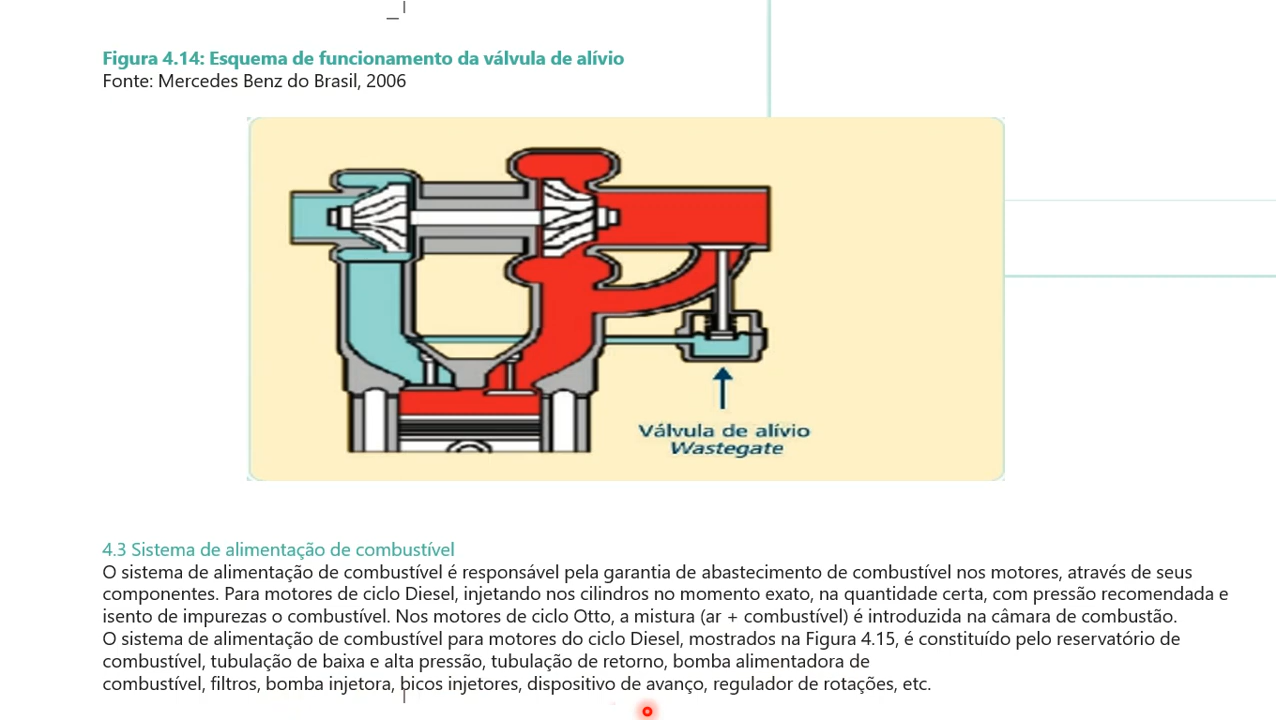 Figura 4.14: Esquema de funcionamento da válvula de alívio
Fonte: Mercedes Benz do Brasil, 2006
Válvula de alívio
Wastegate
4.3 Sistema de alimentação de combustível
O sistema de alimentação de combustível é responsável pela garantia de abastecimento de combustível nos motores, através de seus
componentes. Para motores de ciclo Diesel, injetando nos cilindros no momento exato, na quantidade certa, com pressão recomendada e
isento de impurezas o combustível. Nos motores de ciclo Otto, a mistura (ar + combustível) é introduzida na câmara de combustão.
O sistema de alimentação de combustível para motores do ciclo Diesel, mostrados na Figura 4.15, é constituído pelo reservatório de
combustível, tubulação de baixa e alta pressão, tubulação de retorno, bomba alimentadora de
combustível, filtros, bomba injetora, bicos injetores, dispositivo de avanço, regulador de rotações, etc.